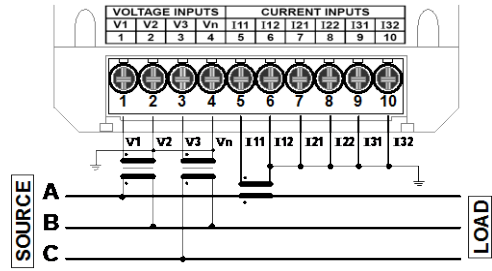 VOLTAGE INPUTS CURRENT INPUTS
V1 V2 V3 Vn I11 I12 I21 I22 I31 I32
1 2 3 4 5 6 7 8 9 10
1 2 3 4 5 6 7 8 9 10
V1 V2 V3 Vn I11 I12 I21 I22 I31 I32
SOURCE
A
B
C
LOAD